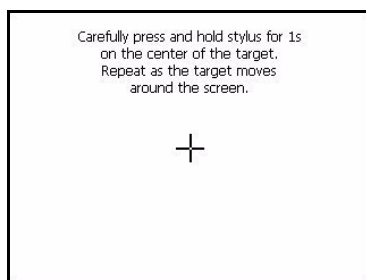 Carefully press and hold stylus for 1s
on the center of the target.
Repeat as the target moves
around the screen.